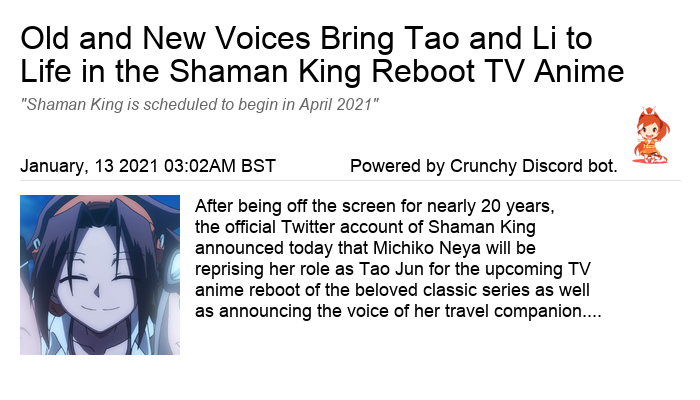 Old and New Voices Bring Tao and Li to
Life in the Shaman King Reboot TV Anime
"Shaman King is scheduled to begin in April 2021"
January, 13 2021 03:02AM BST Powered by Crunchy Discord bot.
After being off the screen for nearly 20 years,
the official Twitter account of Shaman King
announced today that Michiko Neya will be
reprising her role as Tao Jun for the upcoming TV
anime reboot of the beloved classic series as well
as announcing the voice of her travel companion....